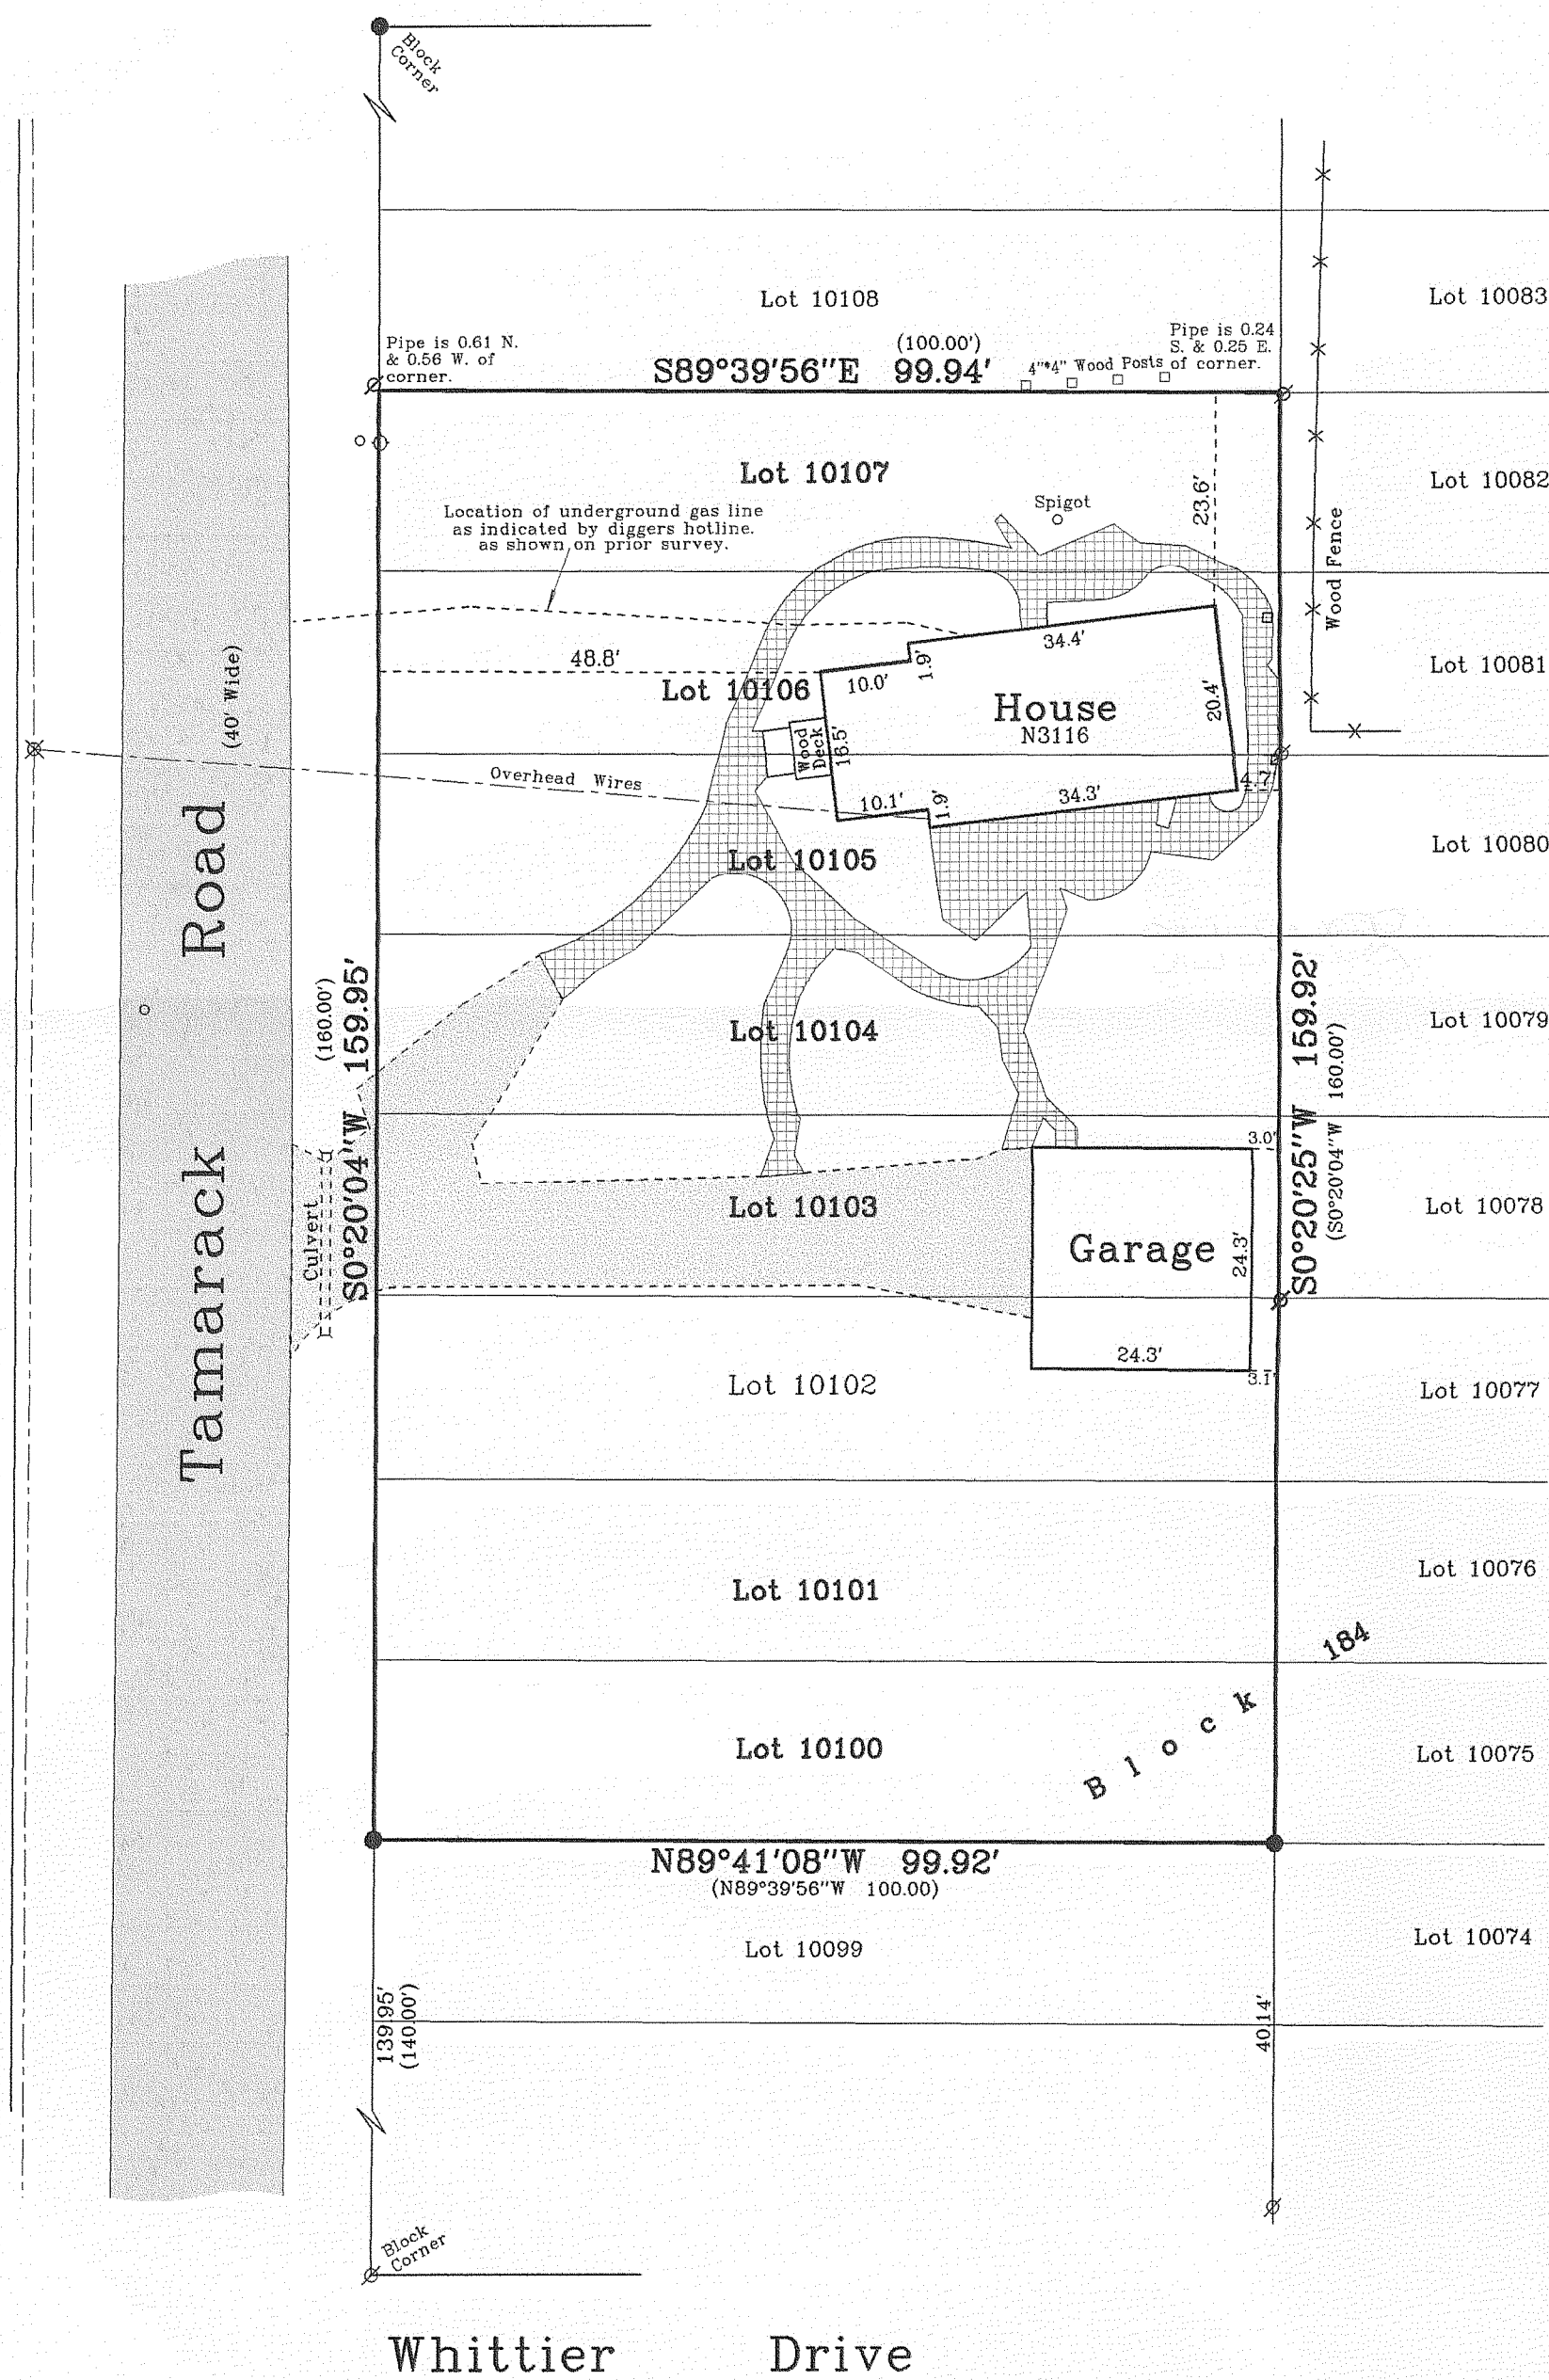 Block
Corner
Lot 10108
Lot 10083
Pipe is 0.61 N.
& 0.56 W. of
corner.
(100.00')
S89°39'56"E 99.94'
4"*4" Wood Posts
Pipe is 0.24
S. & 0.25 E.
of corner.
Lot 10107
Lot 10082
Location of underground gas line
as indicated by diggers hotline.
as shown on prior survey.
Spigot
23.6'
Wood Fence
(40' Wide)
48.8'
Lot 10106
10.0'
1.9'
34.4'
House
N3116
20.4'
Lot 10081
Wood
Deck
16.5'
Overhead Wires
10.1'
1.9'
34.3'
4.7'
Lot 10105
Lot 10080
Tamarack Road
(160.00')
S0°20'04"W 159.95'
Lot 10104
S0°20'25"W 159.92'
(S0°20'04"W 160.00')
Lot 10079
Culvert
Lot 10103
3.0'
Garage
24.3'
24.3'
3.1'
Lot 10078
Lot 10102
Lot 10077
Lot 10101
Lot 10076
Block 184
Lot 10100
Lot 10075
N89°41'08"W 99.92'
(N89°39'56"W 100.00)
Lot 10099
Lot 10074
139.95'
(140.00')
40.14'
Block
Corner
Whittier Drive